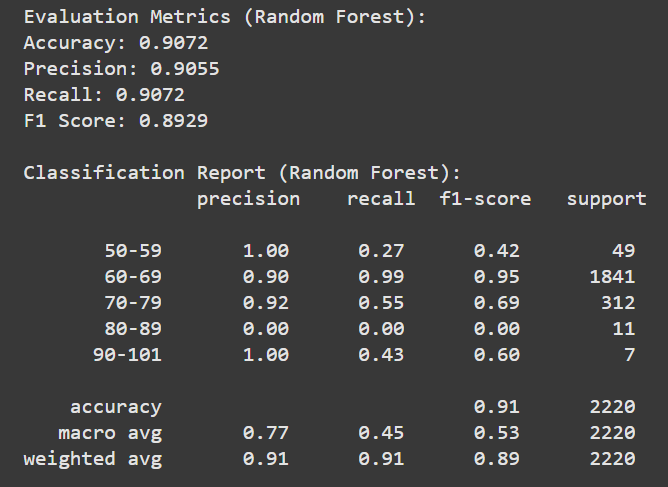 Evaluation Metrics (Random Forest):
Accuracy: 0.9072
Precision: 0.9055
Recall: 0.9072
F1 Score: 0.8929
Classification Report (Random Forest):
precision recall f1-score support
50-59 1.00 0.27 0.42 49
60-69 0.90 0.99 0.95 1841
70-79 0.92 0.55 0.69 312
80-89 0.00 0.00 0.00 11
90-101 1.00 0.43 0.60 7
accuracy 0.91 2220
macro avg 0.77 0.45 0.53 2220
weighted avg 0.91 0.91 0.89 2220